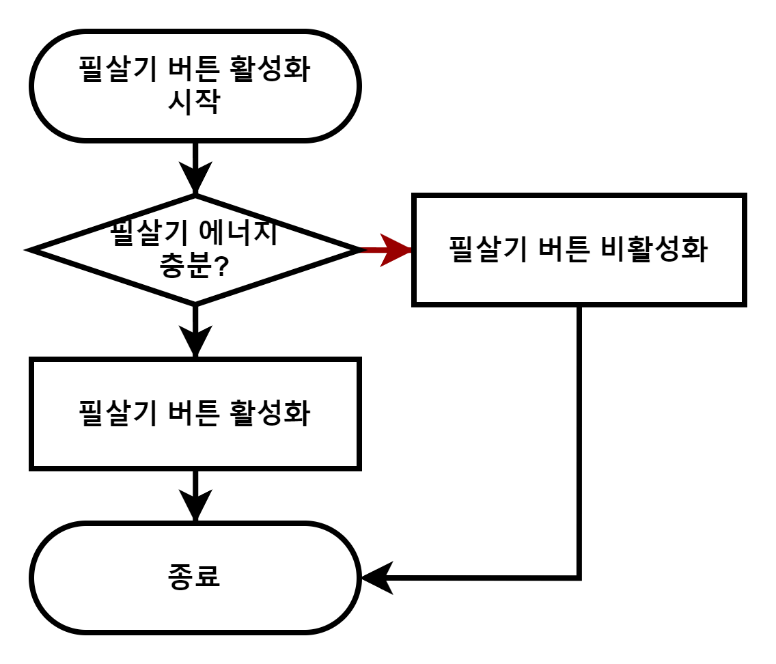 필살기 버튼 활성화
시작
필살기 에너지
충분?
필살기 버튼 비활성화
필살기 버튼 활성화
종료